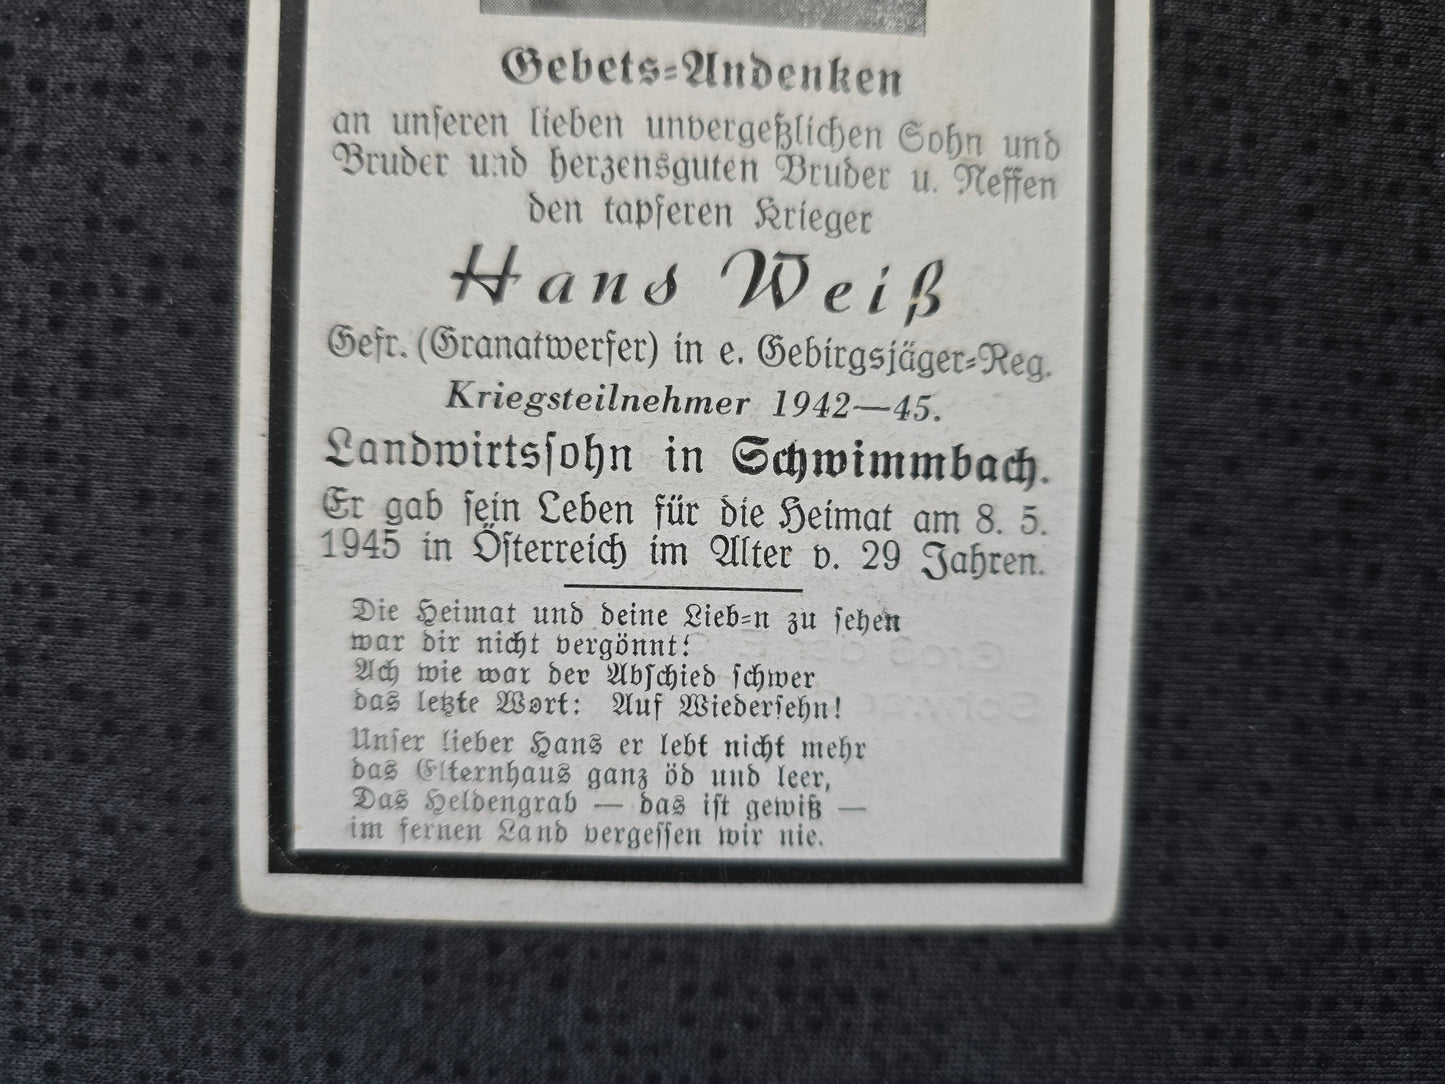 Gebets=Andenken
an unseren lieben unvergeßlichen Sohn und
Bruder und herzensguten Bruder u. Neffen
den tapferen Krieger
Hans Weiß
Gefr. (Granatwerfer) in e. Gebirgsjäger=Reg.
Kriegsteilnehmer 1942—45.
Landwirtssohn in Schwimmbach.
Er gab sein Leben für die Heimat am 8. 5.
1945 in Österreich im Alter v. 29 Jahren.
Die Heimat und deine Lieb=n zu sehen
war dir nicht vergönnt!
Ach wie war der Abschied schwer
das letzte Wort: Auf Wiedersehn!
Unser lieber Hans er lebt nicht mehr
das Elternhaus ganz öd und leer,
Das Heldengrab — das ist gewiß —
im fernen Land vergessen wir nie.